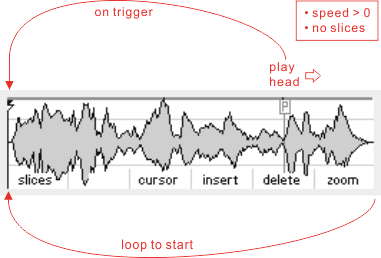 on trigger
• speed > 0
• no slices
play
head
P
slices
cursor
insert
delete
zoom
loop to start